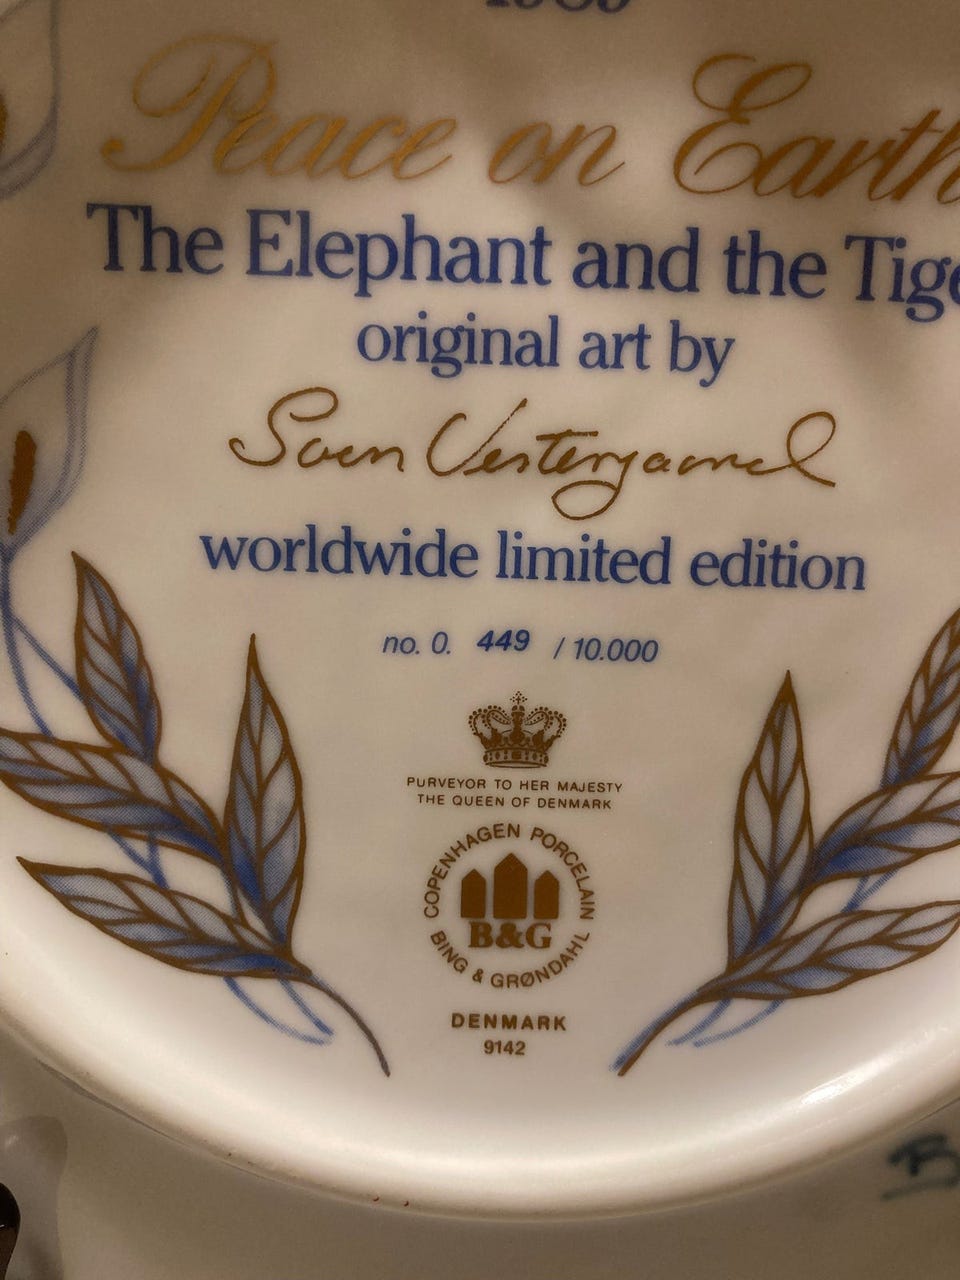 Peace on Earth
The Elephant and the Tige
original art by
Sven Vestergaard
worldwide limited edition
no. 0. 449 / 10.000
PURVEYOR TO HER MAJESTY
THE QUEEN OF DENMARK
COPENHAGEN PORCELAIN
B&G
BING & GRØNDAHL
DENMARK
9142
B